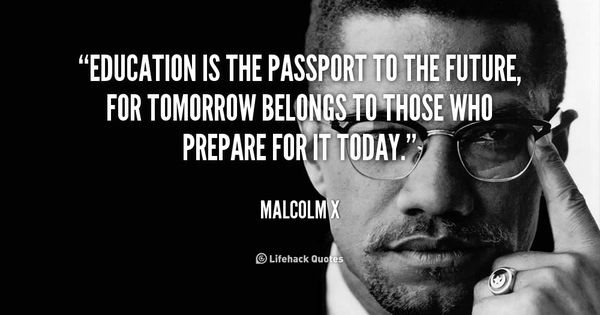 “EDUCATION IS THE PASSPORT TO THE FUTURE,
FOR TOMORROW BELONGS TO THOSE WHO
PREPARE FOR IT TODAY.”
MALCOLM X
Lifehack Quotes